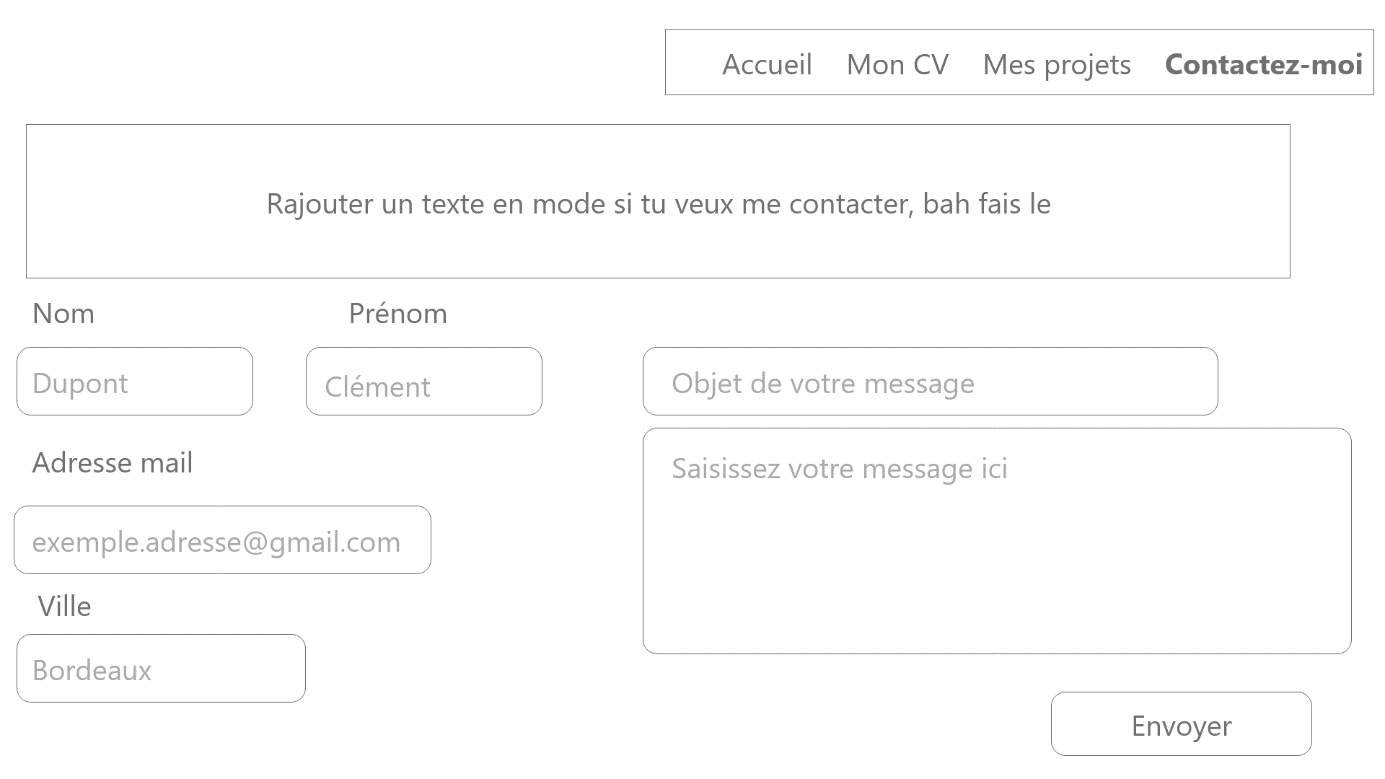 Accueil Mon CV Mes projets Contactez-moi
Rajouter un texte en mode si tu veux me contacter, bah fais le
Nom Prénom
Dupont Clément Objet de votre message
Adresse mail Saisissez votre message ici
exemple.adresse@gmail.com
Ville
Bordeaux
Envoyer